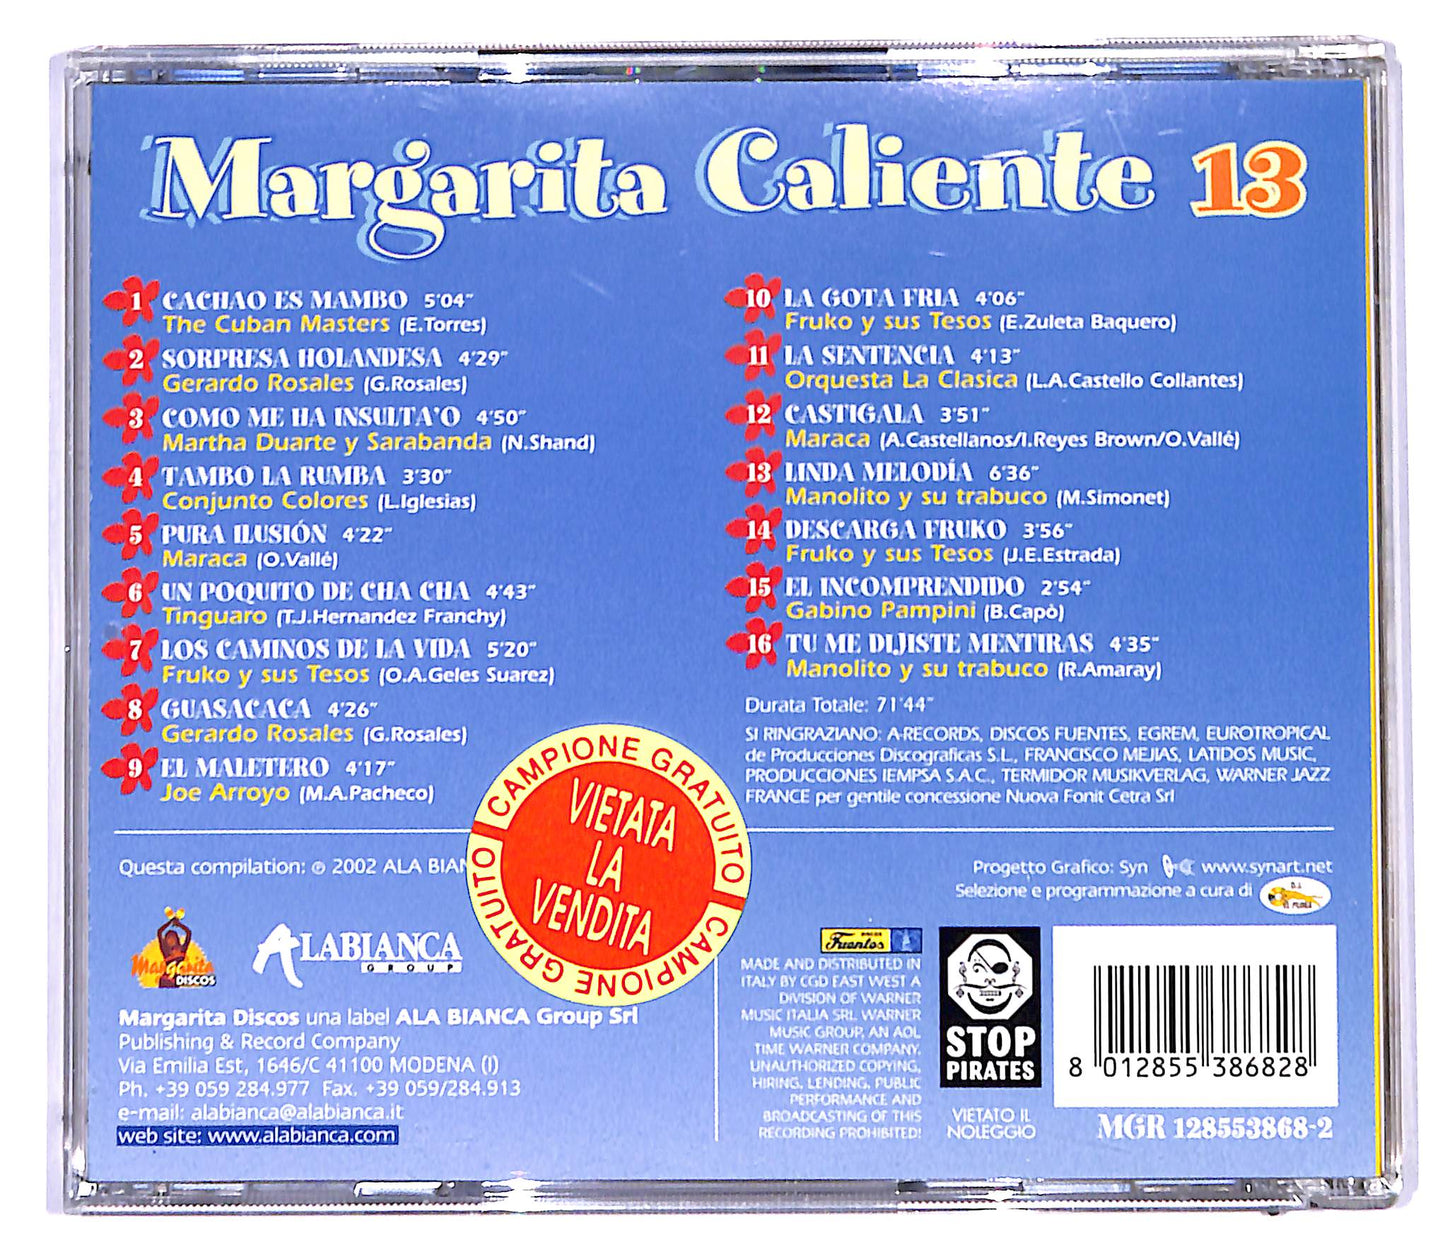 Margarita Caliente 13
1 CACHAO ES MAMBO 5'04"
The Cuban Masters (E.Torres)
2 SORPRESA HOLANDESA 4'29"
Gerardo Rosales (G.Rosales)
3 COMO ME HA INSULTA'O 4'50"
Martha Duarte y Sarabanda (N.Shand)
4 TAMBO LA RUMBA 3'30"
Conjunto Colores (L.Iglesias)
5 PURA ILUSIÓN 4'22"
Maraca (O.Vallé)
6 UN POQUITO DE CHA CHA 4'43"
Tinguaro (T.J.Hernandez Franchy)
7 LOS CAMINOS DE LA VIDA 5'20"
Fruko y sus Tesos (O.A.Geles Suarez)
8 GUASACACA 4'26"
Gerardo Rosales (G.Rosales)
9 EL MALETERO 4'17"
Joe Arroyo (M.A.Pacheco)
10 LA GOTA FRIA 4'06"
Fruko y sus Tesos (E.Zuleta Baquero)
11 LA SENTENCIA 4'13"
Orquesta La Clasica (L.A.Castello Collantes)
12 CASTIGALA 3'51"
Maraca (A.Castellanos/I.Reyes Brown/O.Vallé)
13 LINDA MELODÍA 6'36"
Manolito y su trabuco (M.Simonet)
14 DESCARGA FRUKO 3'56"
Fruko y sus Tesos (J.E.Estrada)
15 EL INCOMPRENDIDO 2'54"
Gabino Pampini (B.Capò)
16 TU ME DIJISTE MENTIRAS 4'35"
Manolito y su trabuco (R.Amaray)
Durata Totale: 71'44"
SI RINGRAZIANO: A-RECORDS, DISCOS FUENTES, EGREM, EUROTROPICAL
de Producciones Discograficas S.L., FRANCISCO MEJIAS, LATIDOS MUSIC,
PRODUCCIONES IEMPSA S.A.C., TERMIDOR MUSIKVERLAG, WARNER JAZZ
FRANCE per gentile concessione Nuova Fonit Cetra Srl
CAMPIONE GRATUITO CAMPIONE GRATUITO
VIETATA
LA
VENDITA
Questa compilation: ℗ 2002 ALA BIAN
Margarita
DISCOS
ALABIANCA
GROUP
Margarita Discos una label ALA BIANCA Group Srl
Publishing & Record Company
Via Emilia Est, 1646/C 41100 MODENA (I)
Ph. +39 059 284.977 Fax. +39 059/284.913
e-mail: alabianca@alabianca.it
web site: www.alabianca.com
Progetto Grafico: Syn www.synart.net
Selezione e programmazione a cura di
DISCOS
Fuentes
MADE AND DISTRIBUTED IN
ITALY BY CGD EAST WEST A
DIVISION OF WARNER
MUSIC ITALIA SRL WARNER
MUSIC GROUP, AN AOL
TIME WARNER COMPANY.
UNAUTHORIZED COPYING,
HIRING, LENDING, PUBLIC
PERFORMANCE AND
BROADCASTING OF THIS
RECORDING PROHIBITED!
STOP
PIRATES
VIETATO IL
NOLEGGIO
8 012855 386828
MGR 128553868-2